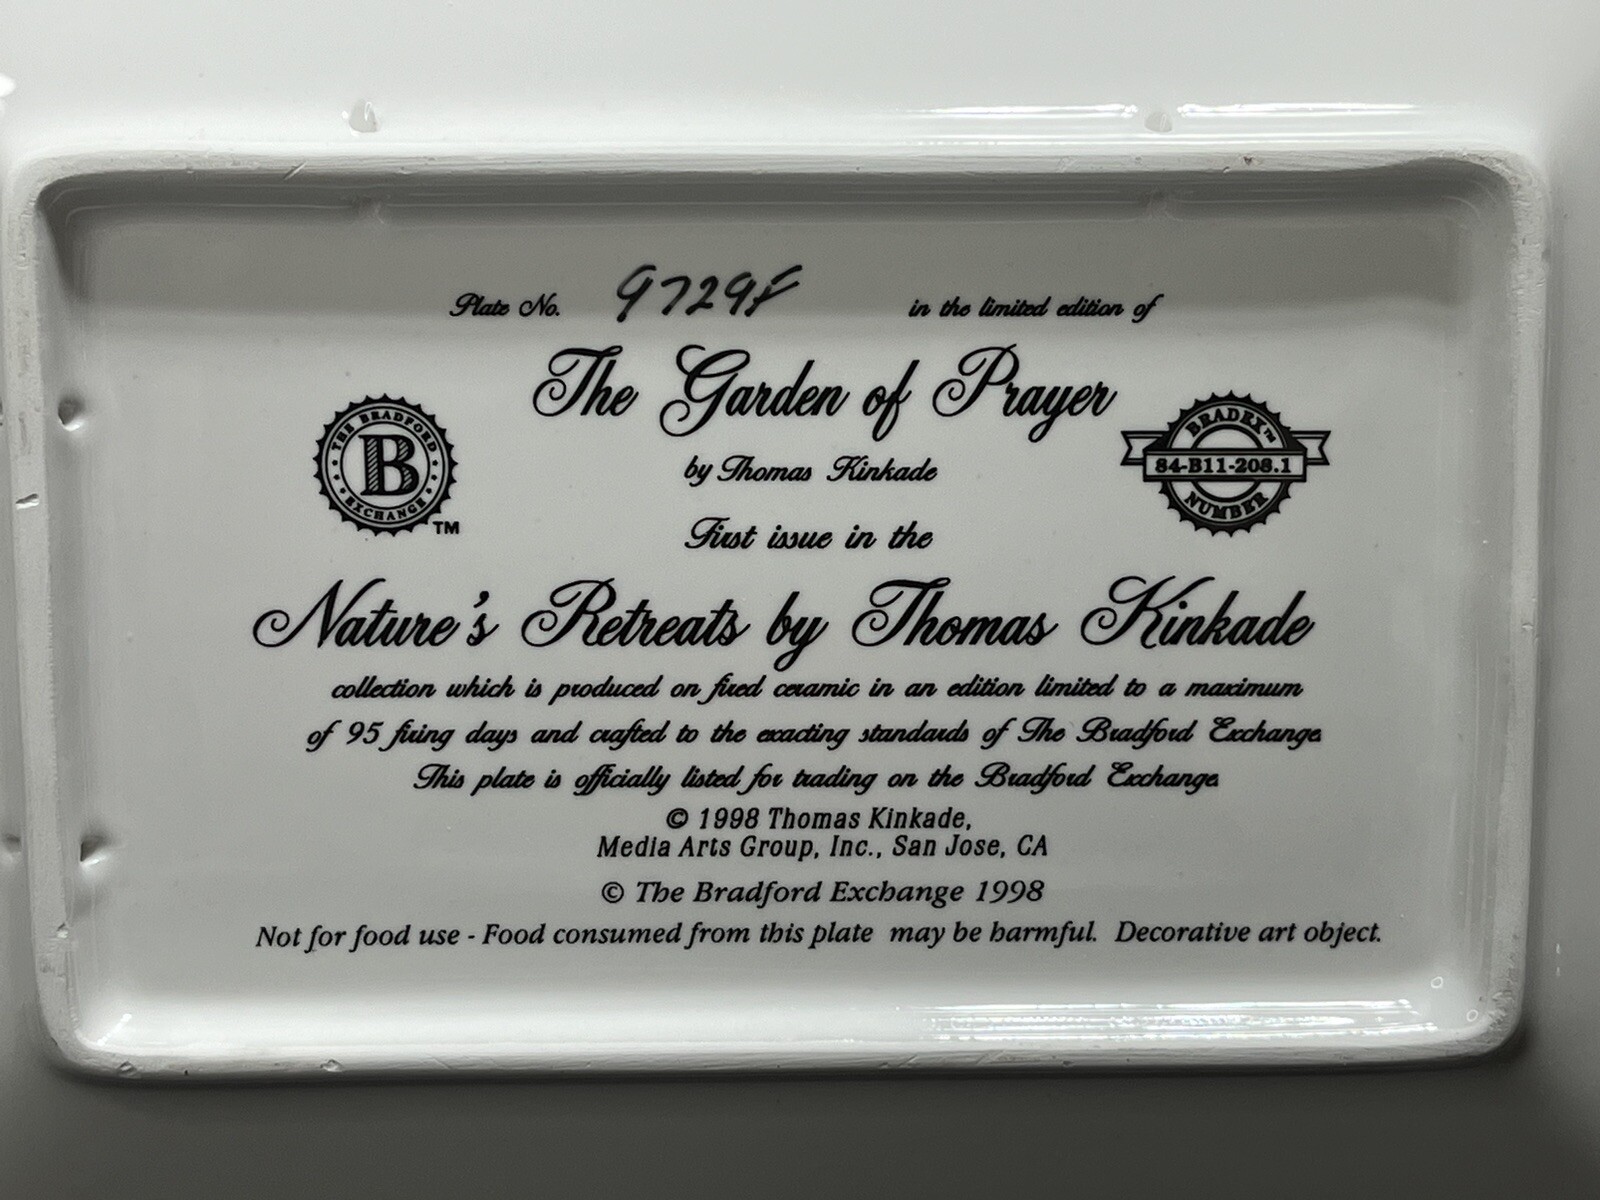 Plate No. 9729F in the limited edition of
The Garden of Prayer
by Thomas Kinkade
THE BRADFORD
B
EXCHANGE
TM
BRADEX™
84-B11-208.1
NUMBER
First issue in the
Nature's Retreats by Thomas Kinkade
collection which is produced on fired ceramic in an edition limited to a maximum
of 95 firing days and crafted to the exacting standards of The Bradford Exchange.
This plate is officially listed for trading on the Bradford Exchange.
© 1998 Thomas Kinkade,
Media Arts Group, Inc., San Jose, CA
© The Bradford Exchange 1998
Not for food use - Food consumed from this plate may be harmful. Decorative art object.